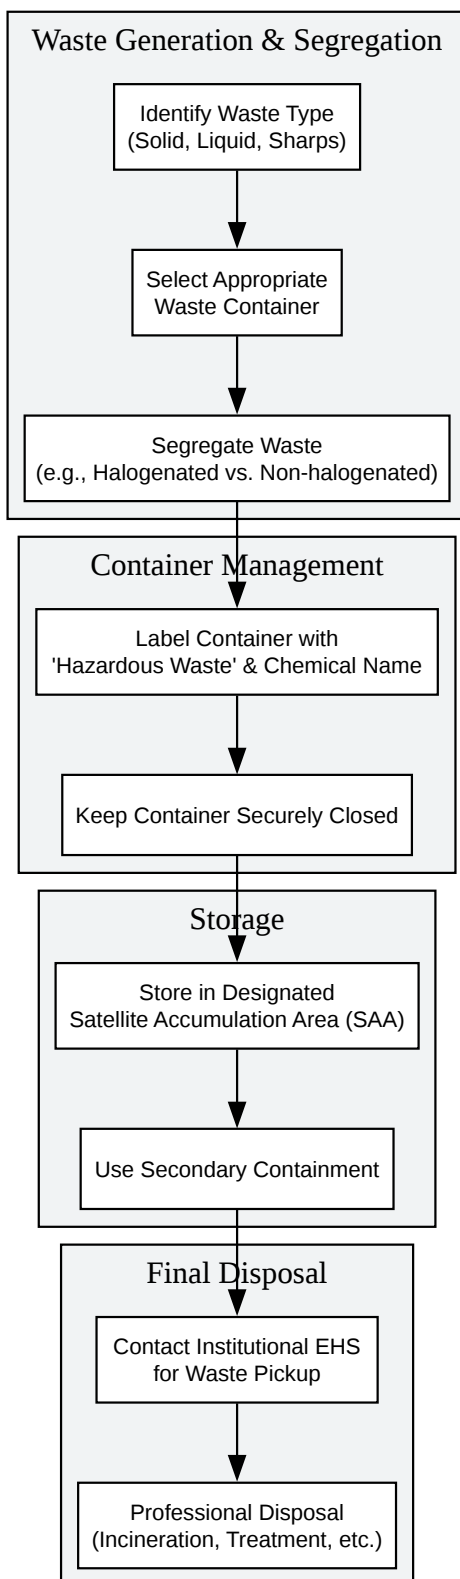 Waste Generation & Segregation
Identify Waste Type
(Solid, Liquid, Sharps)
Select Appropriate
Waste Container
Segregate Waste
(e.g., Halogenated vs. Non-halogenated)
Container Management
Label Container with
'Hazardous Waste' & Chemical Name
Keep Container Securely Closed
Storage
Store in Designated
Satellite Accumulation Area (SAA)
Use Secondary Containment
Final Disposal
Contact Institutional EHS
for Waste Pickup
Professional Disposal
(Incineration, Treatment, etc.)